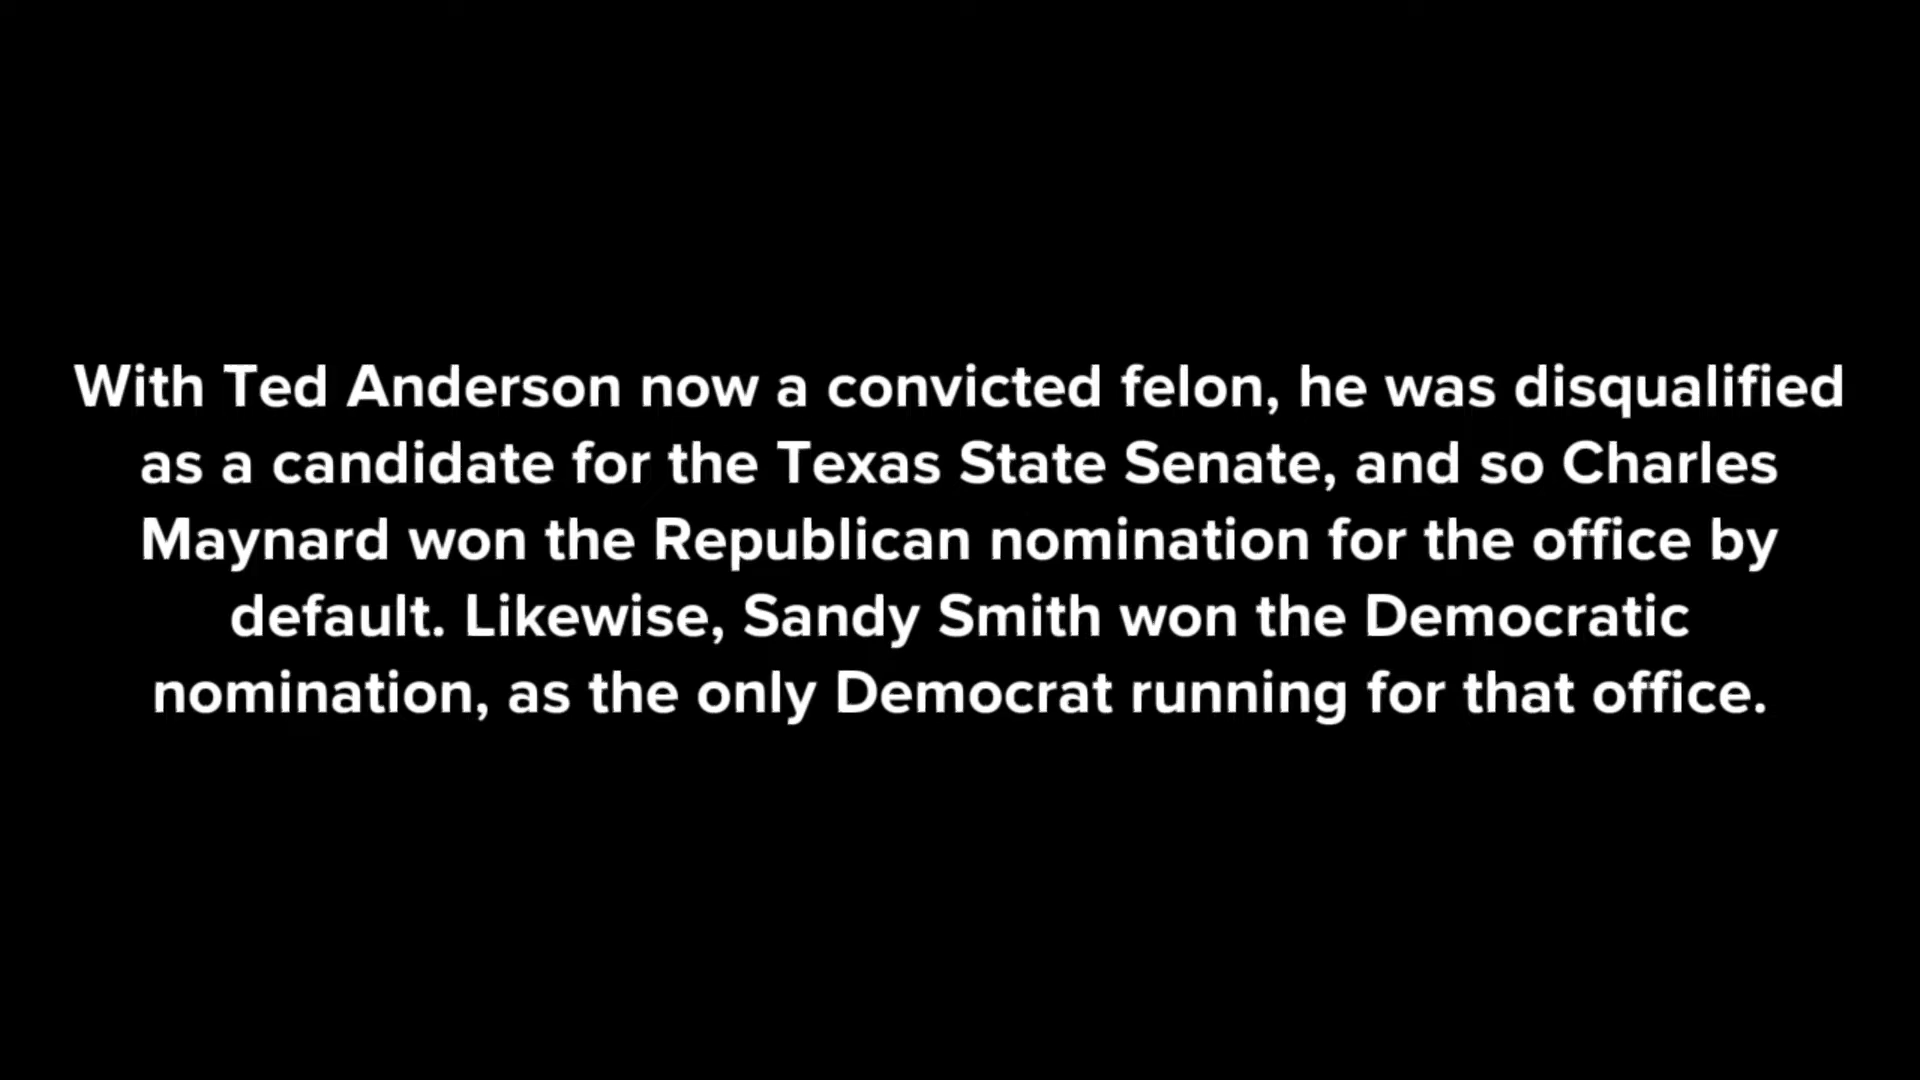 With Ted Anderson now a convicted felon, he was disqualified
as a candidate for the Texas State Senate, and so Charles
Maynard won the Republican nomination for the office by
default. Likewise, Sandy Smith won the Democratic
nomination, as the only Democrat running for that office.